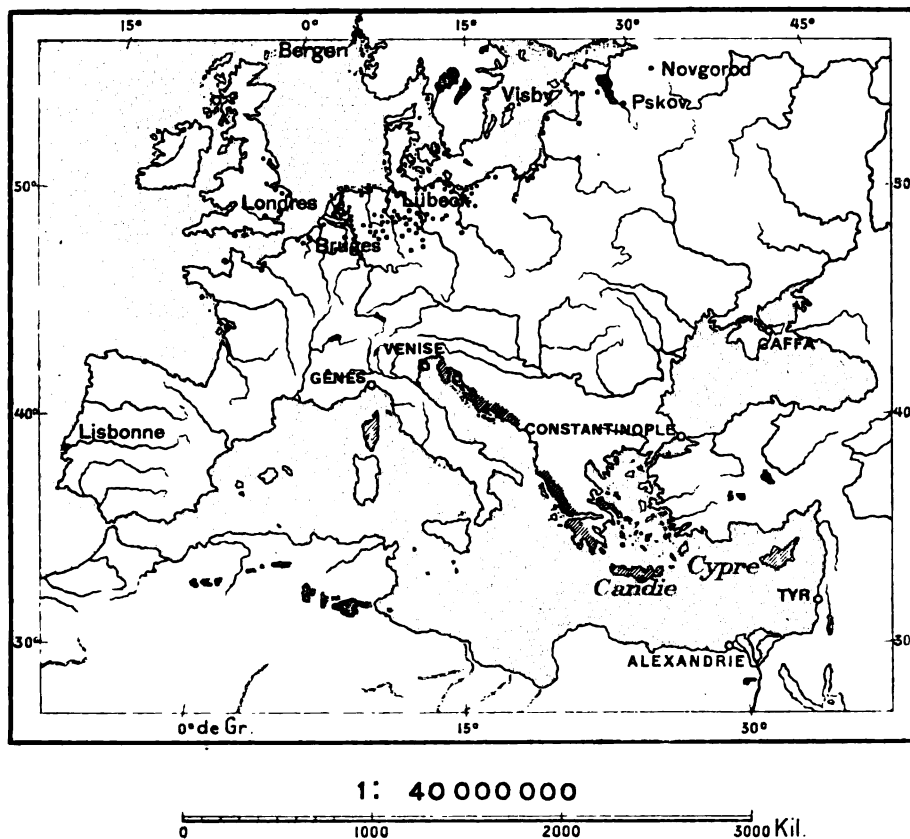 15° 0° 15° 30° 45°
Bergen
Novgorod
Visby
Pskov
50° 50°
Londres
Lübeck
Bruges
CAFFA
VENISE
GÊNES
40° 40°
Lisbonne
CONSTANTINOPLE
Cypre
Candie
TYR
30° 30°
ALEXANDRIE
0° de Gr. 15° 30°
1: 40 000 000
0 1000 2000 3000 Kil.